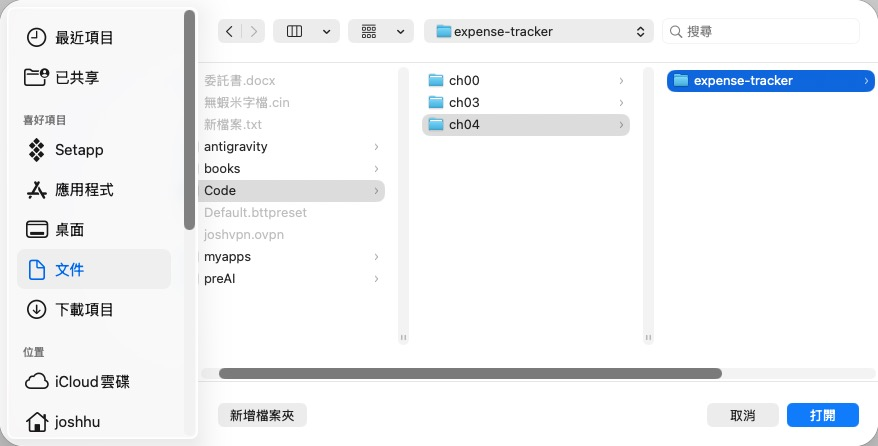 最近項目
已共享
喜好項目
Setapp
應用程式
桌面
文件
下載項目
位置
iCloud雲碟
joshhu
expense-tracker
搜尋
委託書.docx
無蝦米字檔.cin
新檔案.txt
antigravity
books
Code
Default.bttpreset
joshvpn.ovpn
myapps
preAI
ch00
ch03
ch04
expense-tracker
新增檔案夾
取消
打開